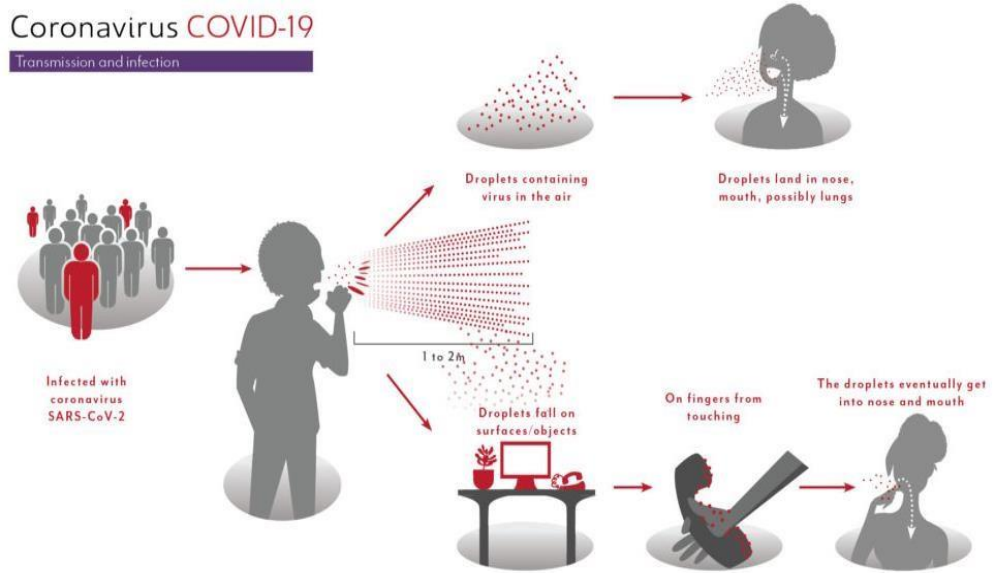 Coronavirus COVID-19
Transmission and infection
Droplets containing
virus in the air
Droplets land in nose,
mouth, possibly lungs
Infected with
coronavirus
SARS-CoV-2
1 to 2m
Droplets fall on
surfaces/objects
On fingers from
touching
The droplets eventually get
into nose and mouth